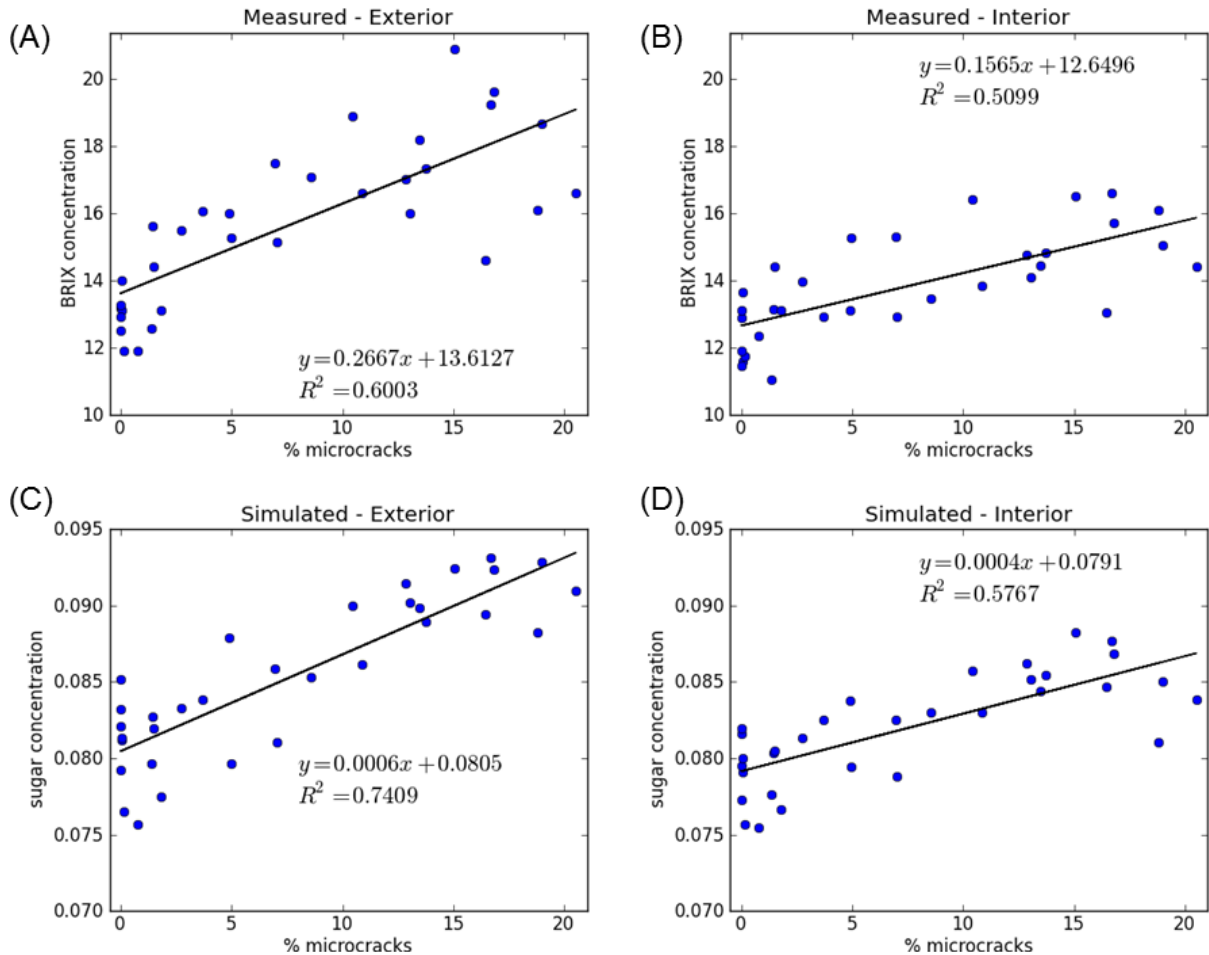 (A)
Measured - Exterior
BRIX concentration
20
18
16
14
12
10
y=0.2667x+13.6127
R² =0.6003
0 5 10 15 20
% microcracks
(B)
Measured - Interior
BRIX concentration
20
18
16
14
12
10
y=0.1565x+12.6496
R² =0.5099
0 5 10 15 20
% microcracks
(C)
Simulated - Exterior
sugar concentration
0.095
0.090
0.085
0.080
0.075
0.070
y=0.0006x+0.0805
R² =0.7409
0 5 10 15 20
% microcracks
(D)
Simulated - Interior
sugar concentration
0.095
0.090
0.085
0.080
0.075
0.070
y=0.0004x+0.0791
R² =0.5767
0 5 10 15 20
% microcracks